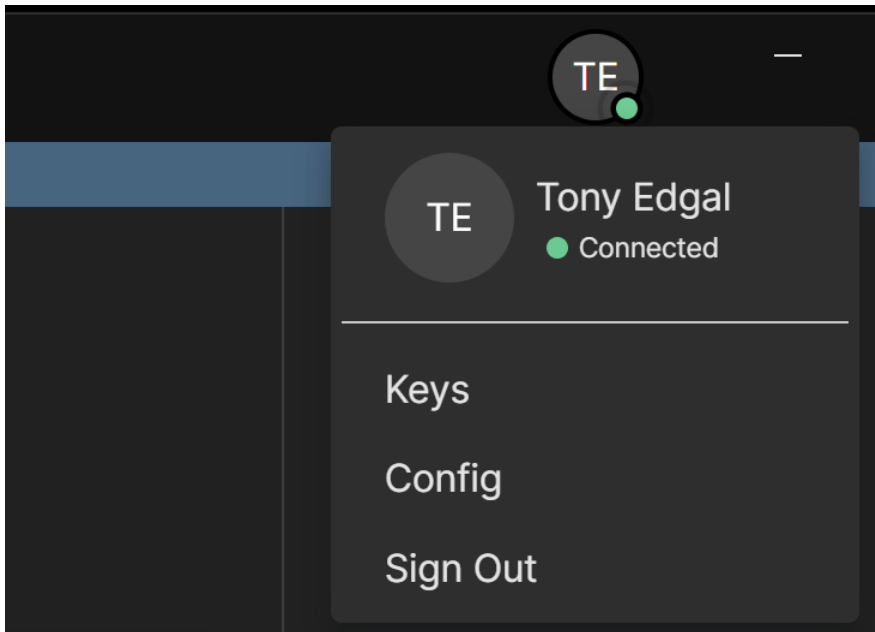 TE
TE
Tony Edgal
Connected
Keys
Config
Sign Out